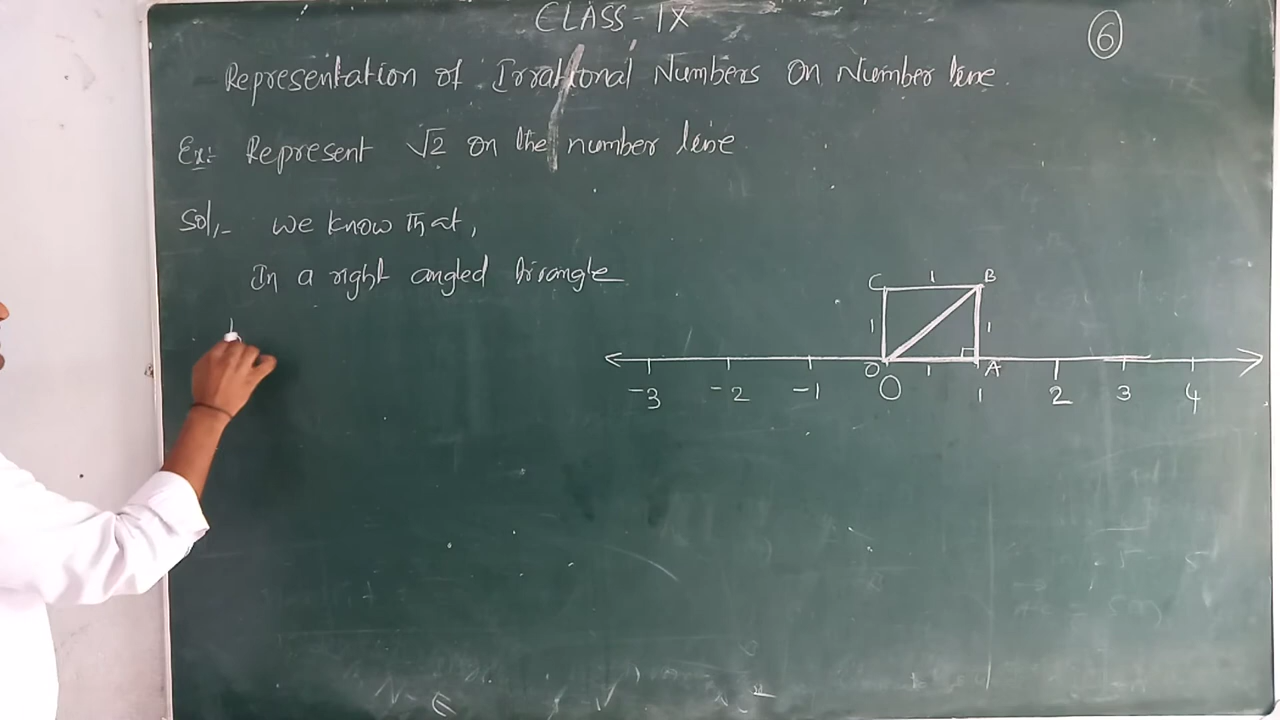 CLASS - IX
6
Representation of Irrational Numbers On Number line.
Ex:- Represent √2 on the number line.
Sol,- we know that,
In a right angled triangle
C 1 B
1 1
O 1 A
-3 -2 -1 0 1 2 3 4